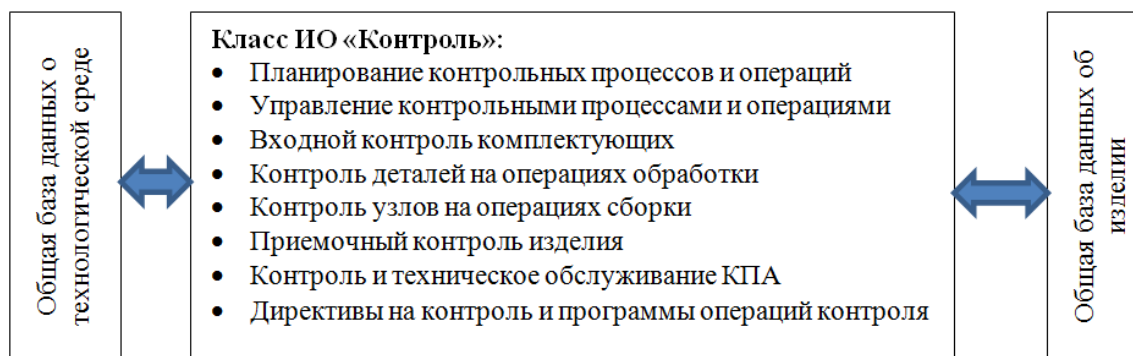 Общая база данных о
технологической среде
Класс ИО «Контроль»:
• Планирование контрольных процессов и операций
• Управление контрольными процессами и операциями
• Входной контроль комплектующих
• Контроль деталей на операциях обработки
• Контроль узлов на операциях сборки
• Приемочный контроль изделия
• Контроль и техническое обслуживание КПА
• Директивы на контроль и программы операций контроля
Общая база данных об
изделии